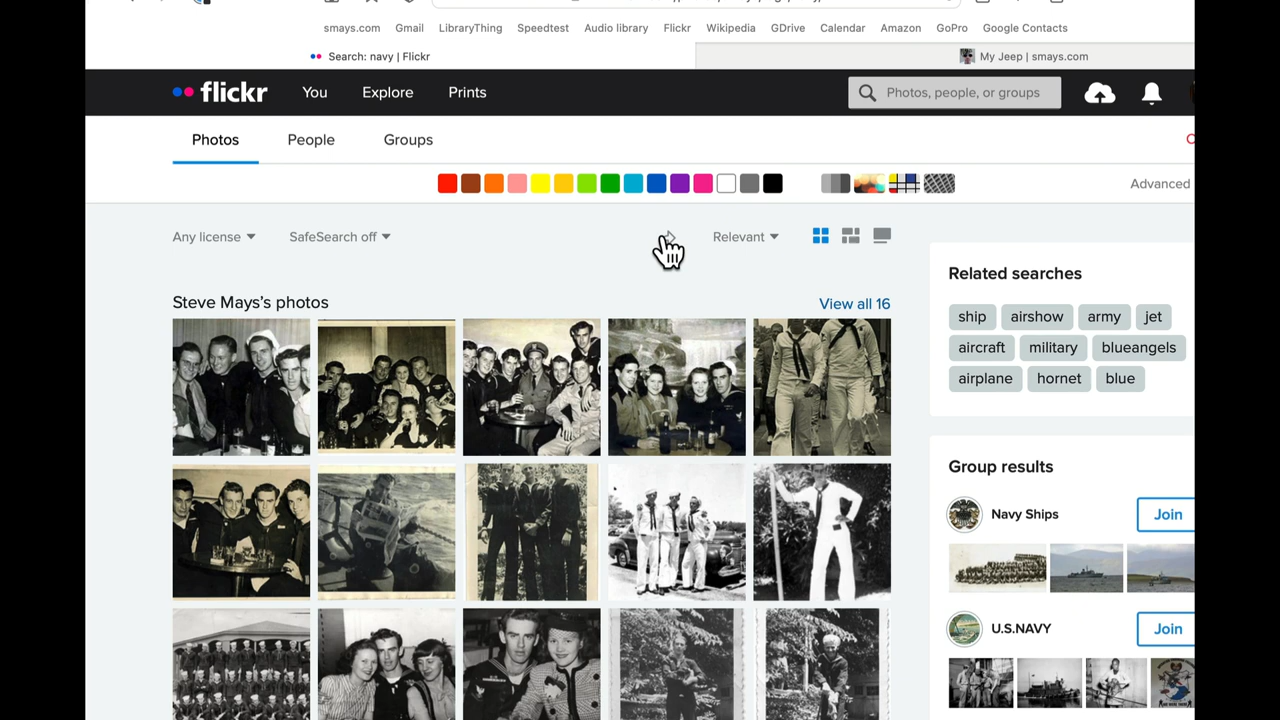 smays.com Gmail LibraryThing Speedtest Audio library Flickr Wikipedia GDrive Calendar Amazon GoPro Google Contacts
Search: navy | Flickr
My Jeep | smays.com
flickr You Explore Prints Photos, people, or groups
Photos People Groups
Advanced
Any license SafeSearch off Relevant
Steve Mays's photos View all 16
Related searches
ship airshow army jet
aircraft military blueangels
airplane hornet blue
Group results
Navy Ships Join
U.S.NAVY Join